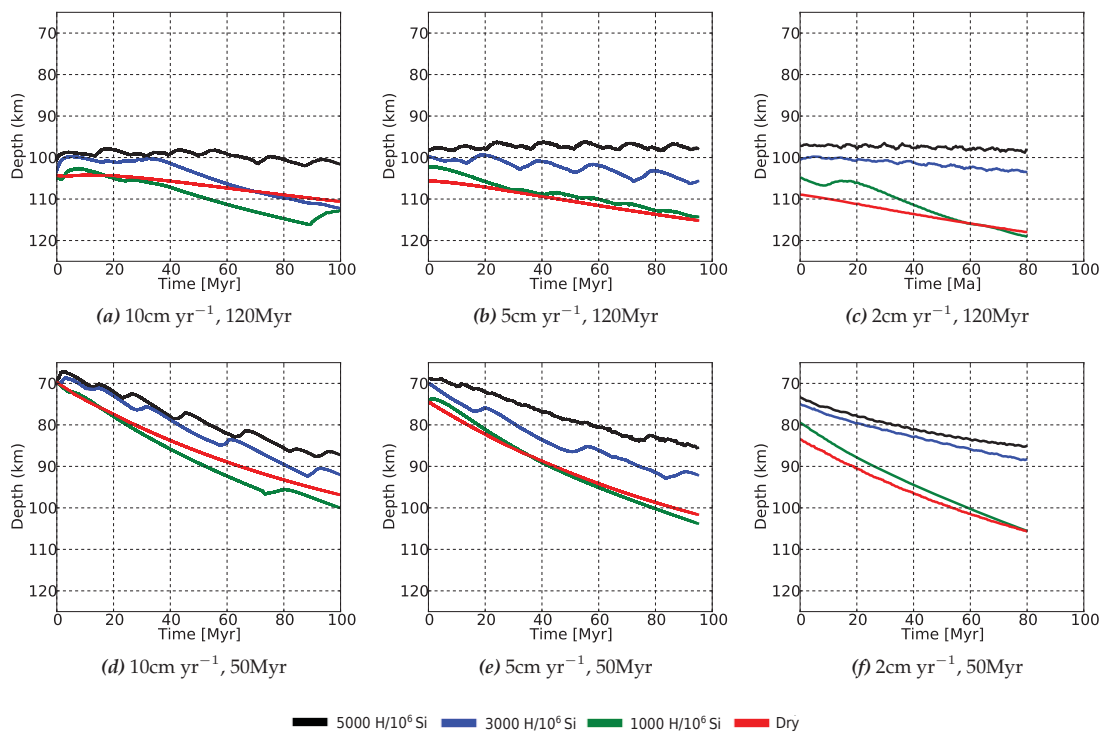 70
80
90
100
110
120
Depth (km)
0 20 40 60 80 100
Time [Myr]
(a) 10cm yr−1, 120Myr
70
80
90
100
110
120
Depth (km)
0 20 40 60 80 100
Time [Myr]
(b) 5cm yr−1, 120Myr
70
80
90
100
110
120
Depth (km)
0 20 40 60 80 100
Time [Ma]
(c) 2cm yr−1, 120Myr
70
80
90
100
110
120
Depth (km)
0 20 40 60 80 100
Time [Myr]
(d) 10cm yr−1, 50Myr
70
80
90
100
110
120
Depth (km)
0 20 40 60 80 100
Time [Myr]
(e) 5cm yr−1, 50Myr
70
80
90
100
110
120
Depth (km)
0 20 40 60 80 100
Time [Myr]
(f) 2cm yr−1, 50Myr
5000 H/10⁶ Si 3000 H/10⁶ Si 1000 H/10⁶ Si Dry